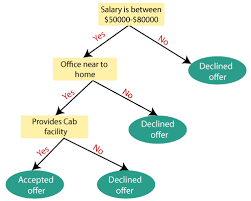 Salary is between
$50000-$80000
Yes
No
Office near to
home
Declined
offer
Yes
No
Provides Cab
facility
Declined
offer
Yes
No
Accepted
offer
Declined
offer